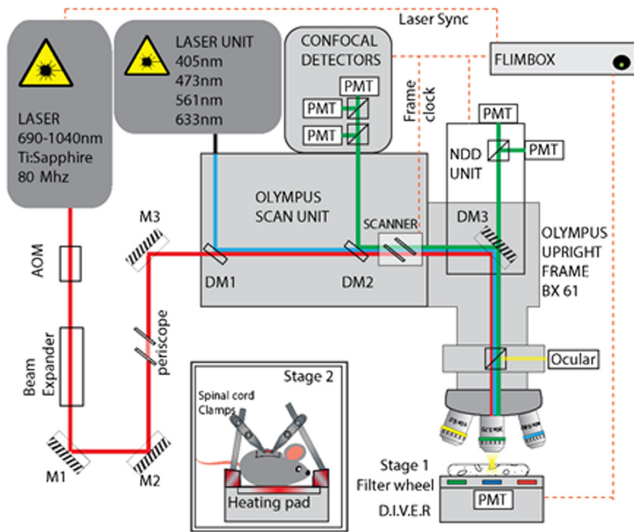 Laser Sync
LASER
690-1040nm
Ti:Sapphire
80 Mhz
LASER UNIT
405nm
473nm
561nm
633nm
CONFOCAL
DETECTORS
PMT
PMT
PMT
Frame
clock
FLIMBOX
PMT
PMT
NDD
UNIT
OLYMPUS
SCAN UNIT
SCANNER
DM3
DM1
DM2
OLYMPUS
UPRIGHT
FRAME
BX 61
M3
AOM
periscope
Beam
Expander
M1
M2
Ocular
Stage 2
Spinal cord
Clamps
Heating pad
Stage 1
Filter wheel
PMT
D.I.V.E.R